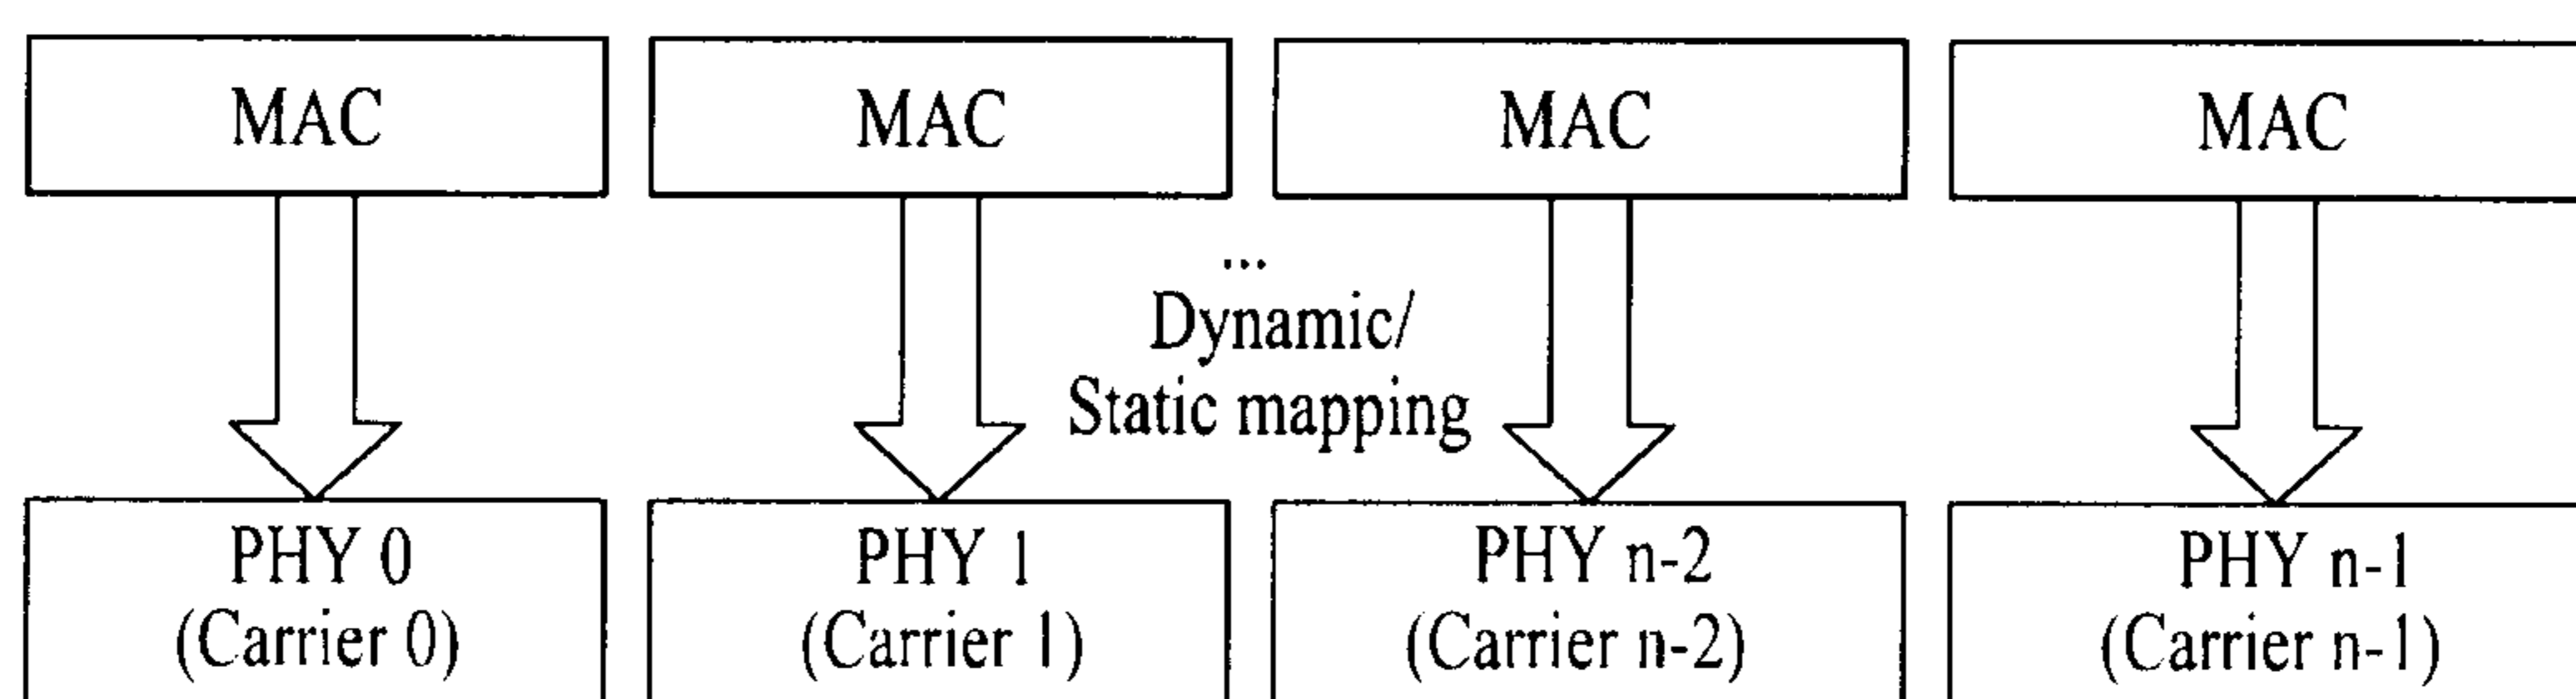 MAC
MAC
MAC
MAC
...
Dynamic/
Static mapping
PHY 0
(Carrier 0)
PHY 1
(Carrier 1)
PHY n-2
(Carrier n-2)
PHY n-1
(Carrier n-1)